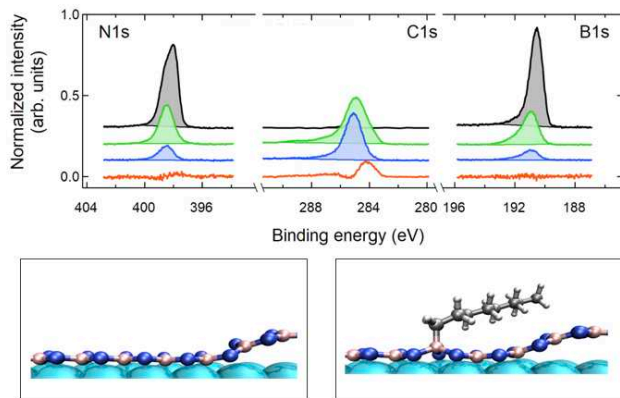 N1s C1s B1s
Normalized intensity
(arb. units)
1.0
0.5
0.0
404 400 396 288 284 280 196 192 188
Binding energy (eV)